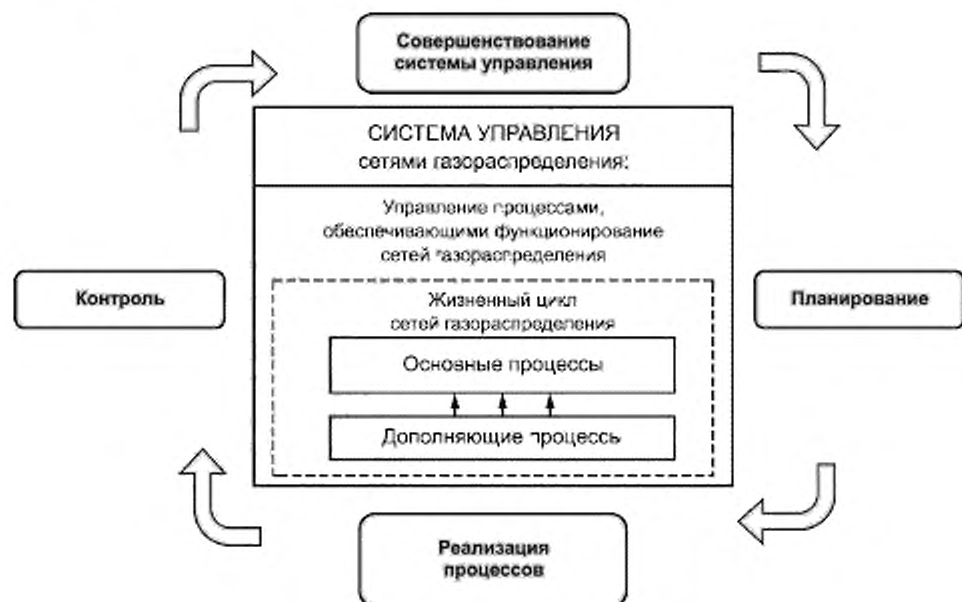 Совершенствование
системы управления
СИСТЕМА УПРАВЛЕНИЯ
сетями газораспределения:
Управление процессами,
обеспечивающими функционирование
сетей газораспределения
Контроль
Жизненный цикл
сетей газораспределения
Планирование
Основные процессы
Дополняющие процессы
Реализация
процессов